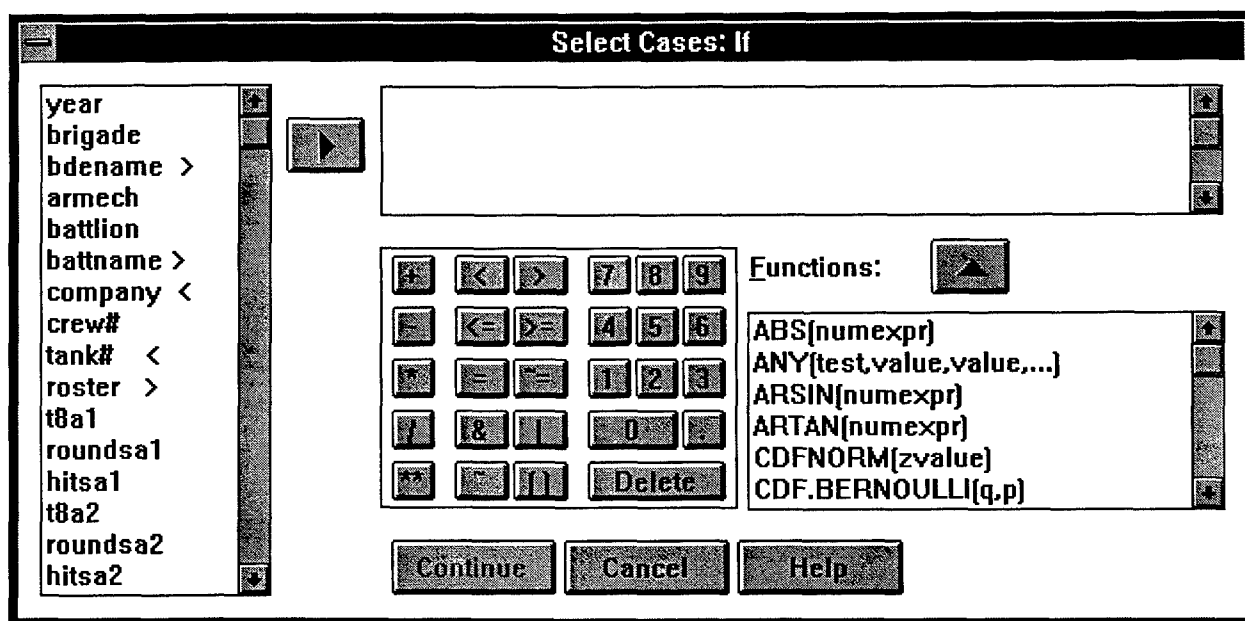 Select Cases: If
year
brigade
bdename >
armech
battlion
battname >
company <
crew#
tank# <
roster >
t8a1
roundsa1
hitsa1
t8a2
roundsa2
hitsa2
+ < > 7 8 9
- <= >= 4 5 6
* = ~= 1 2 3
/ & | 0 .
** ~ ( ) Delete
Functions:
ABS(numexpr)
ANY(test,value,value,...)
ARSIN(numexpr)
ARTAN(numexpr)
CDFNORM(zvalue)
CDF.BERNOULLI(q,p)
Continue Cancel Help